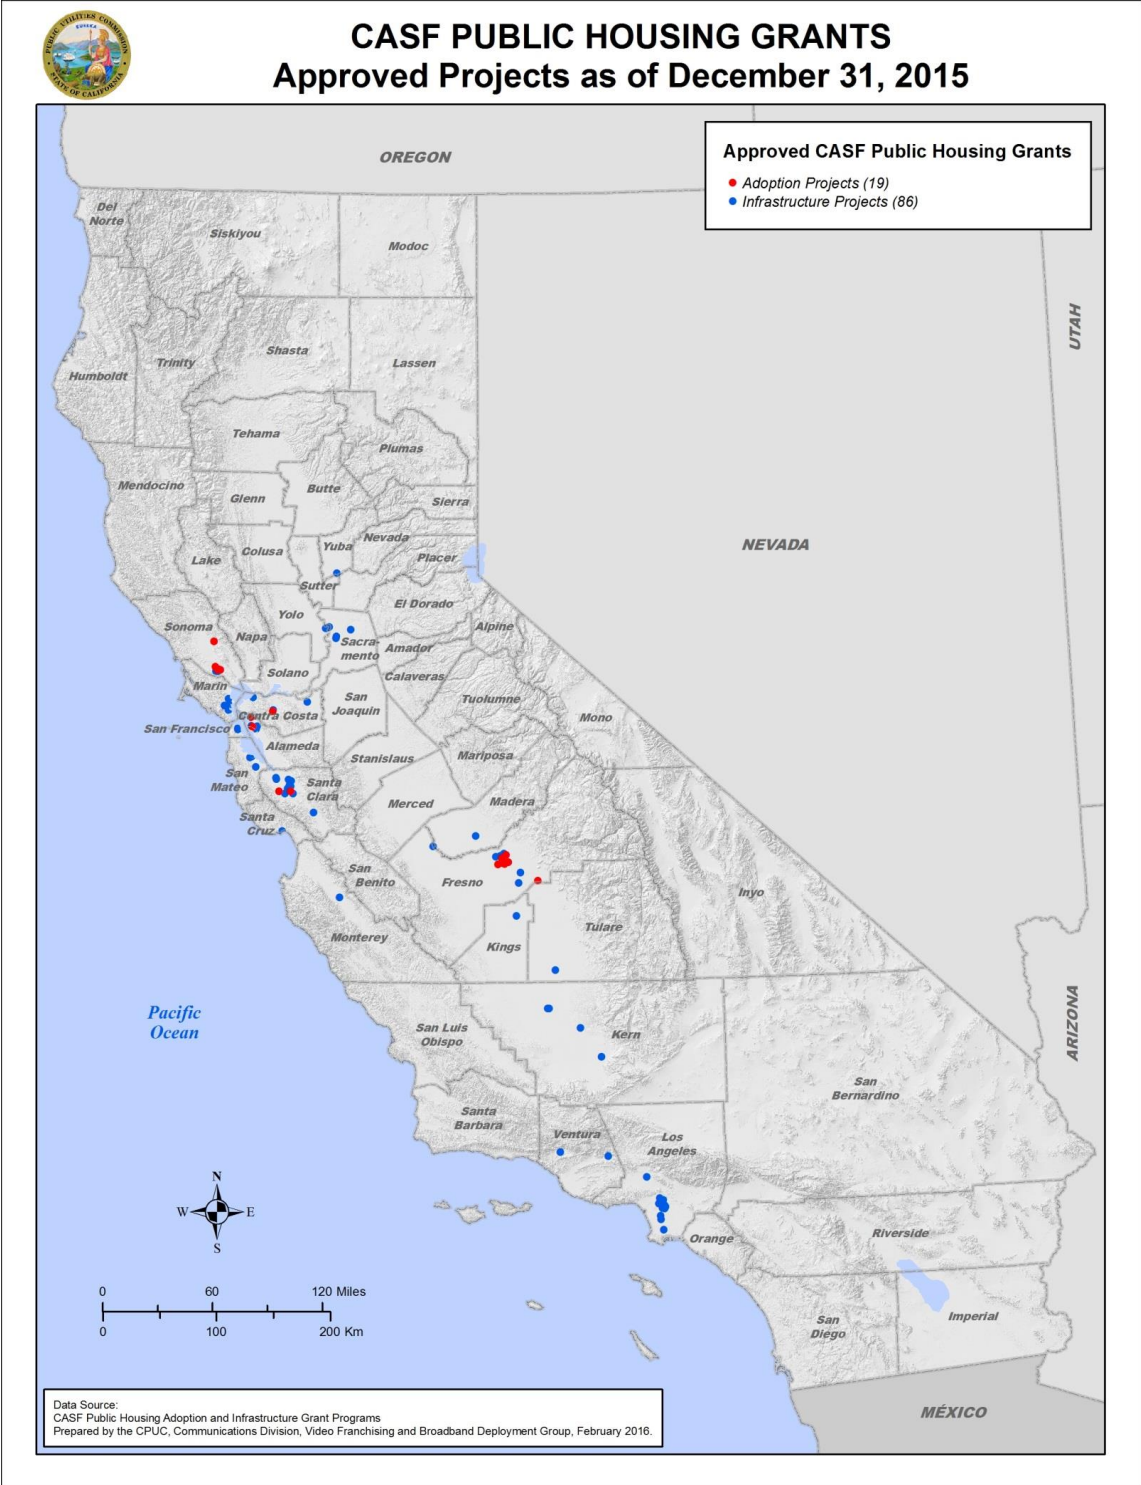 CASF PUBLIC HOUSING GRANTS
Approved Projects as of December 31, 2015
PUBLIC UTILITIES COMMISSION
EUREKA
STATE OF CALIFORNIA
Approved CASF Public Housing Grants
Adoption Projects (19)
Infrastructure Projects (86)
OREGON
Del
Norte
Siskiyou
Modoc
UTAH
Shasta
Trinity
Lassen
Humboldt
Tehama
Plumas
Mendocino
Butte
Glenn
Sierra
Nevada
Yuba
Colusa
Placer
Lake
NEVADA
Sutter
El Dorado
Yolo
Sonoma
Napa
Alpine
Sacra-
mento
Amador
Solano
Calaveras
Marin
San
Joaquin
Tuolumne
Contra Costa
Mono
San Francisco
Alameda
Stanislaus
Mariposa
San
Mateo
Santa
Clara
Merced
Madera
Santa
Cruz
San
Benito
Fresno
Inyo
Monterey
Kings
Tulare
Pacific
Ocean
San Luis
Obispo
Kern
ARIZONA
San
Bernardino
Santa
Barbara
Ventura
Los
Angeles
N
W
E
S
Orange
Riverside
San
Diego
Imperial
0 60 120 Miles
0 100 200 Km
MÉXICO
Data Source:
CASF Public Housing Adoption and Infrastructure Grant Programs
Prepared by the CPUC, Communications Division, Video Franchising and Broadband Deployment Group, February 2016.